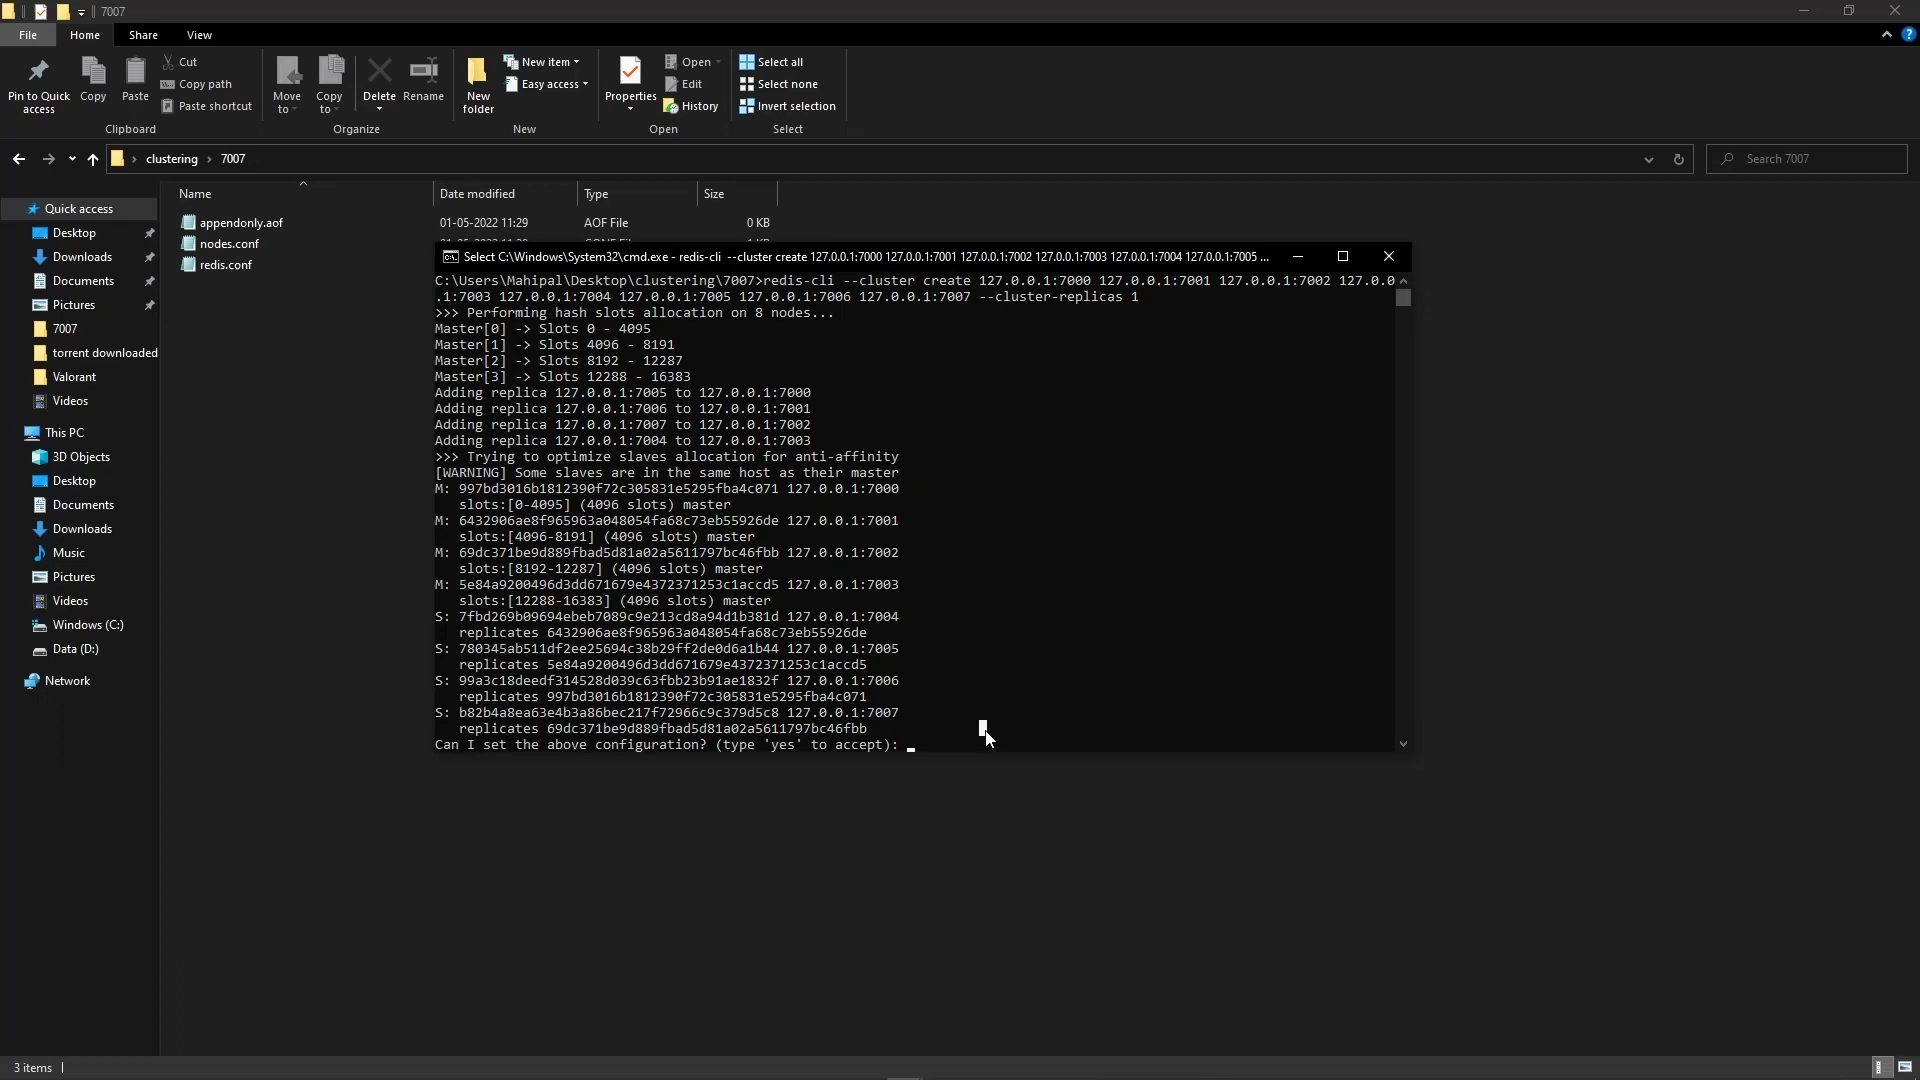 7007
File Home Share View
Pin to Quick access
Copy
Paste
Cut
Copy path
Paste shortcut
Clipboard
Move to
Copy to
Delete
Rename
Organize
New folder
New item
Easy access
New
Properties
Open
Edit
History
Open
Select all
Select none
Invert selection
Select
clustering > 7007
Search 7007
Name Date modified Type Size
appendonly.aof 01-05-2022 11:29 AOF File 0 KB
nodes.conf
redis.conf
Quick access
Desktop
Downloads
Documents
Pictures
7007
torrent downloaded
Valorant
Videos
This PC
3D Objects
Desktop
Documents
Downloads
Music
Pictures
Videos
Windows (C:)
Data (D:)
Network
Select C:\Windows\System32\cmd.exe - redis-cli --cluster create 127.0.0.1:7000 127.0.0.1:7001 127.0.0.1:7002 127.0.0.1:7003 127.0.0.1:7004 127.0.0.1:7005 ...
C:\Users\Mahipal\Desktop\clustering\7007>redis-cli --cluster create 127.0.0.1:7000 127.0.0.1:7001 127.0.0.1:7002 127.0.0
.1:7003 127.0.0.1:7004 127.0.0.1:7005 127.0.0.1:7006 127.0.0.1:7007 --cluster-replicas 1
>>> Performing hash slots allocation on 8 nodes...
Master[0] -> Slots 0 - 4095
Master[1] -> Slots 4096 - 8191
Master[2] -> Slots 8192 - 12287
Master[3] -> Slots 12288 - 16383
Adding replica 127.0.0.1:7005 to 127.0.0.1:7000
Adding replica 127.0.0.1:7006 to 127.0.0.1:7001
Adding replica 127.0.0.1:7007 to 127.0.0.1:7002
Adding replica 127.0.0.1:7004 to 127.0.0.1:7003
>>> Trying to optimize slaves allocation for anti-affinity
[WARNING] Some slaves are in the same host as their master
M: 997bd3016b1812390f72c305831e5295fba4c071 127.0.0.1:7000
slots:[0-4095] (4096 slots) master
M: 6432906ae8f965963a048054fa68c73eb55926de 127.0.0.1:7001
slots:[4096-8191] (4096 slots) master
M: 69dc371be9d889fbad5d81a02a5611797bc46fbb 127.0.0.1:7002
slots:[8192-12287] (4096 slots) master
M: 5e84a9200496d3dd671679e4372371253c1accd5 127.0.0.1:7003
slots:[12288-16383] (4096 slots) master
S: 7fbd269b09694ebeb7089c9e213cd8a94d1b381d 127.0.0.1:7004
replicates 6432906ae8f965963a048054fa68c73eb55926de
S: 780345ab511df2ee25694c38b29ff2de0d6a1b44 127.0.0.1:7005
replicates 5e84a9200496d3dd671679e4372371253c1accd5
S: 99a3c18deedf314528d039c63fbb23b91ae1832f 127.0.0.1:7006
replicates 997bd3016b1812390f72c305831e5295fba4c071
S: b82b4a8ea63e4b3a86bec217f72966c9c379d5c8 127.0.0.1:7007
replicates 69dc371be9d889fbad5d81a02a5611797bc46fbb
Can I set the above configuration? (type 'yes' to accept):
3 items